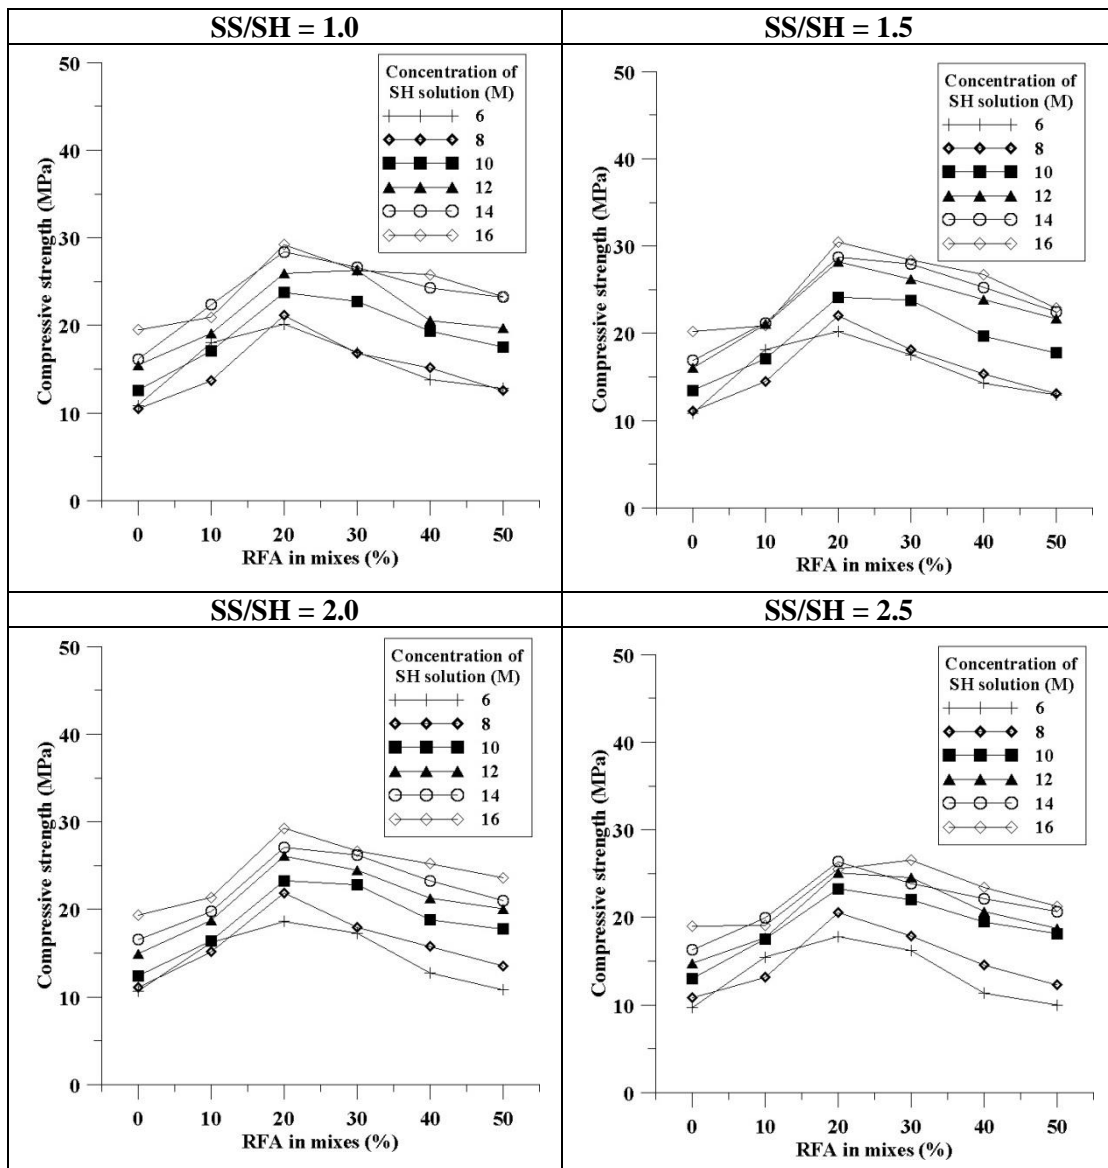 SS/SH = 1.0
50
40
30
20
10
0
Compressive strength (MPa)
Concentration of
SH solution (M)
6
8
10
12
14
16
0 10 20 30 40 50
RFA in mixes (%)
SS/SH = 1.5
50
40
30
20
10
0
Compressive strength (MPa)
Concentration of
SH solution (M)
6
8
10
12
14
16
0 10 20 30 40 50
RFA in mixes (%)
SS/SH = 2.0
50
40
30
20
10
0
Compressive strength (MPa)
Concentration of
SH solution (M)
6
8
10
12
14
16
0 10 20 30 40 50
RFA in mixes (%)
SS/SH = 2.5
50
40
30
20
10
0
Compressive strength (MPa)
Concentration of
SH solution (M)
6
8
10
12
14
16
0 10 20 30 40 50
RFA in mixes (%)